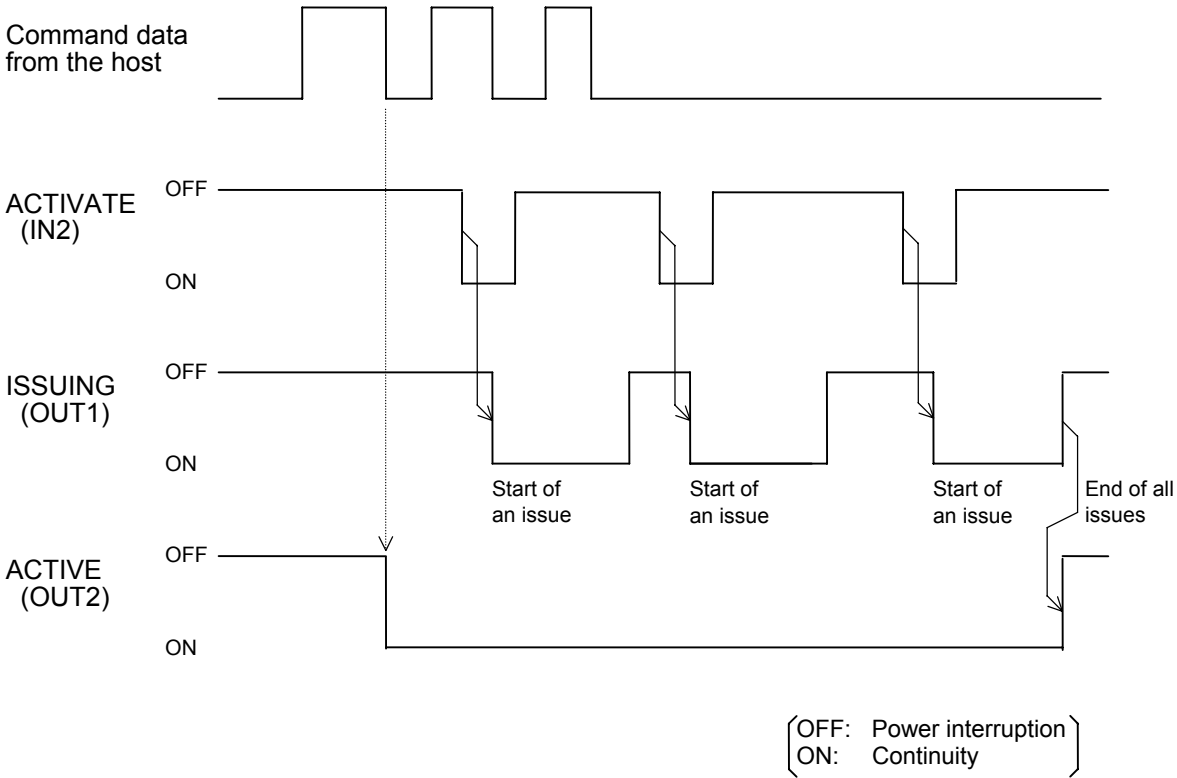 Command data
from the host
OFF
ACTIVATE
(IN2)
ON
OFF
ISSUING
(OUT1)
ON
Start of
an issue
Start of
an issue
Start of
an issue
End of all
issues
OFF
ACTIVE
(OUT2)
ON
OFF: Power interruption
ON: Continuity